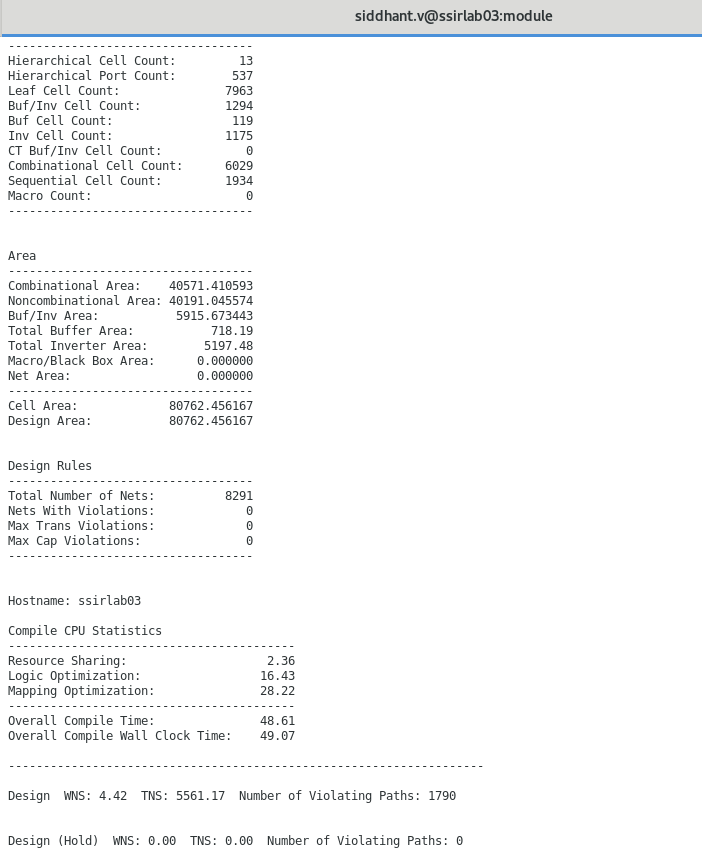 siddhant.v@ssirlab03:module
-----------------------------------
Hierarchical Cell Count:         13
Hierarchical Port Count:        537
Leaf Cell Count:               7963
Buf/Inv Cell Count:            1294
Buf Cell Count:                 119
Inv Cell Count:                1175
CT Buf/Inv Cell Count:            0
Combinational Cell Count:      6029
Sequential Cell Count:         1934
Macro Count:                      0
-----------------------------------
Area
-----------------------------------
Combinational Area:    40571.410593
Noncombinational Area: 40191.045574
Buf/Inv Area:           5915.673443
Total Buffer Area:           718.19
Total Inverter Area:        5197.48
Macro/Black Box Area:      0.000000
Net Area:                  0.000000
-----------------------------------
Cell Area:             80762.456167
Design Area:           80762.456167
Design Rules
-----------------------------------
Total Number of Nets:          8291
Nets With Violations:             0
Max Trans Violations:             0
Max Cap Violations:               0
-----------------------------------
Hostname: ssirlab03
Compile CPU Statistics
-----------------------------------------
Resource Sharing:                    2.36
Logic Optimization:                 16.43
Mapping Optimization:               28.22
-----------------------------------------
Overall Compile Time:               48.61
Overall Compile Wall Clock Time:    49.07
--------------------------------------------------------------------
Design  WNS: 4.42  TNS: 5561.17  Number of Violating Paths: 1790
Design (Hold)  WNS: 0.00  TNS: 0.00  Number of Violating Paths: 0